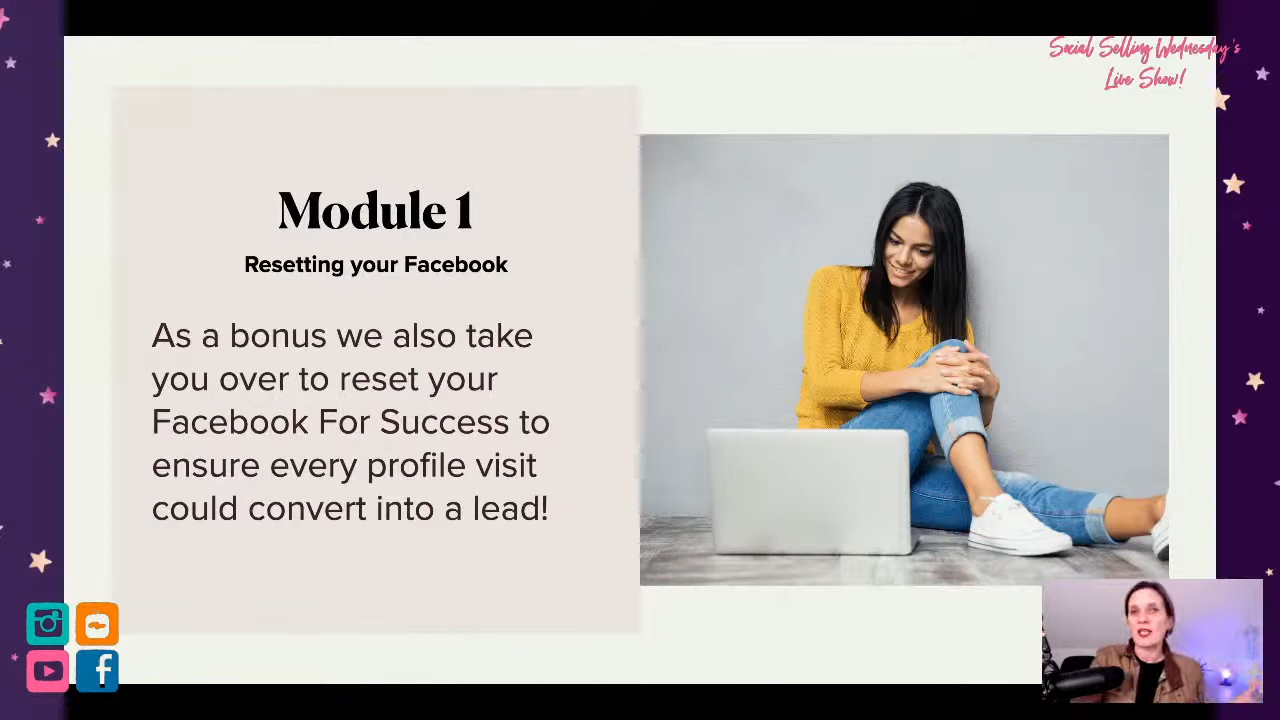 Social Selling Wednesday's
Live Show!
Module 1
Resetting your Facebook
As a bonus we also take
you over to reset your
Facebook For Success to
ensure every profile visit
could convert into a lead!